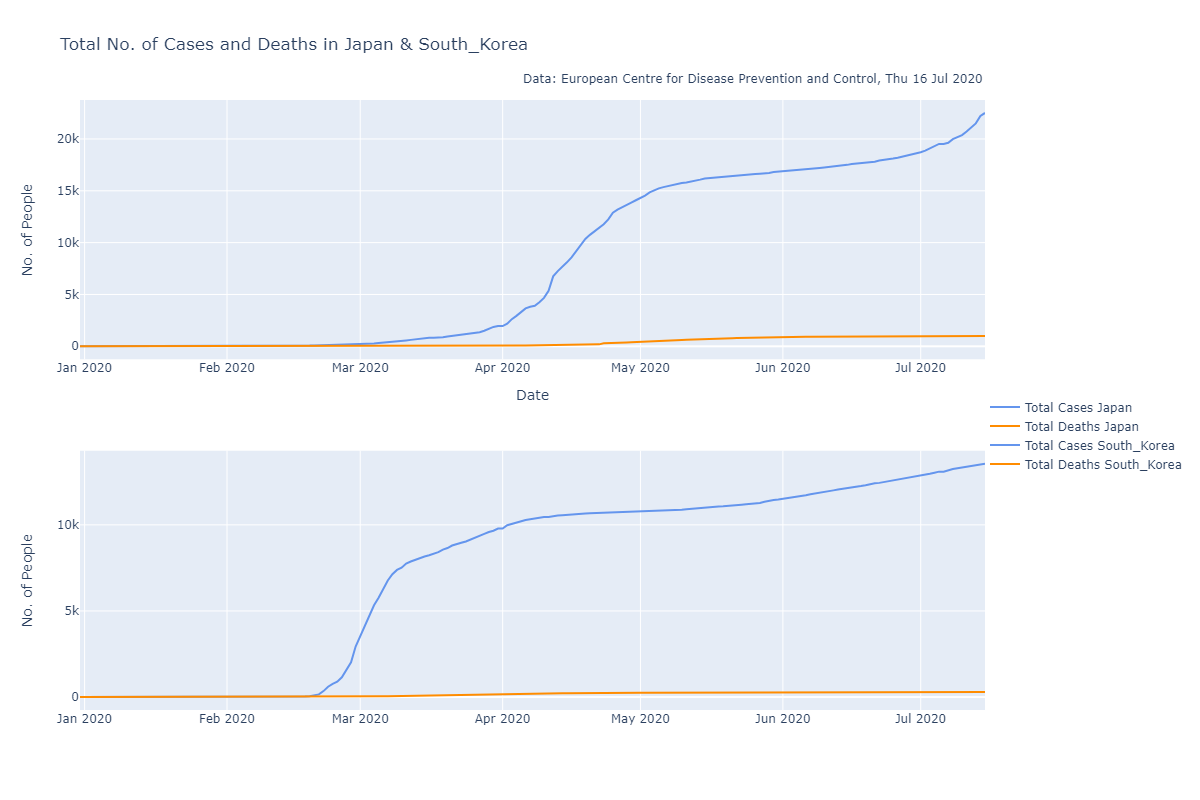 Total No. of Cases and Deaths in Japan & South_Korea
Data: European Centre for Disease Prevention and Control, Thu 16 Jul 2020
No. of People
20k
15k
10k
5k
0
Jan 2020 Feb 2020 Mar 2020 Apr 2020 May 2020 Jun 2020 Jul 2020
Date
Total Cases Japan
Total Deaths Japan
Total Cases South_Korea
Total Deaths South_Korea
No. of People
10k
5k
0
Jan 2020 Feb 2020 Mar 2020 Apr 2020 May 2020 Jun 2020 Jul 2020